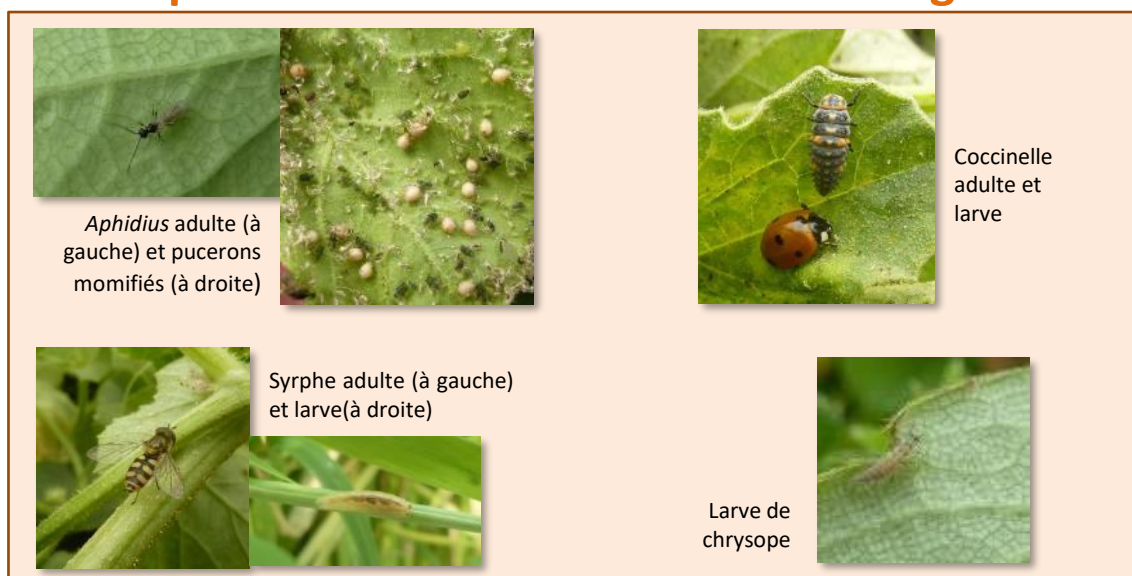 Aphidius adulte (à
gauche) et pucerons
momifiés (à droite)
Coccinelle
adulte et
larve
Syrphe adulte (à gauche)
et larve(à droite)
Larve de
chrysope